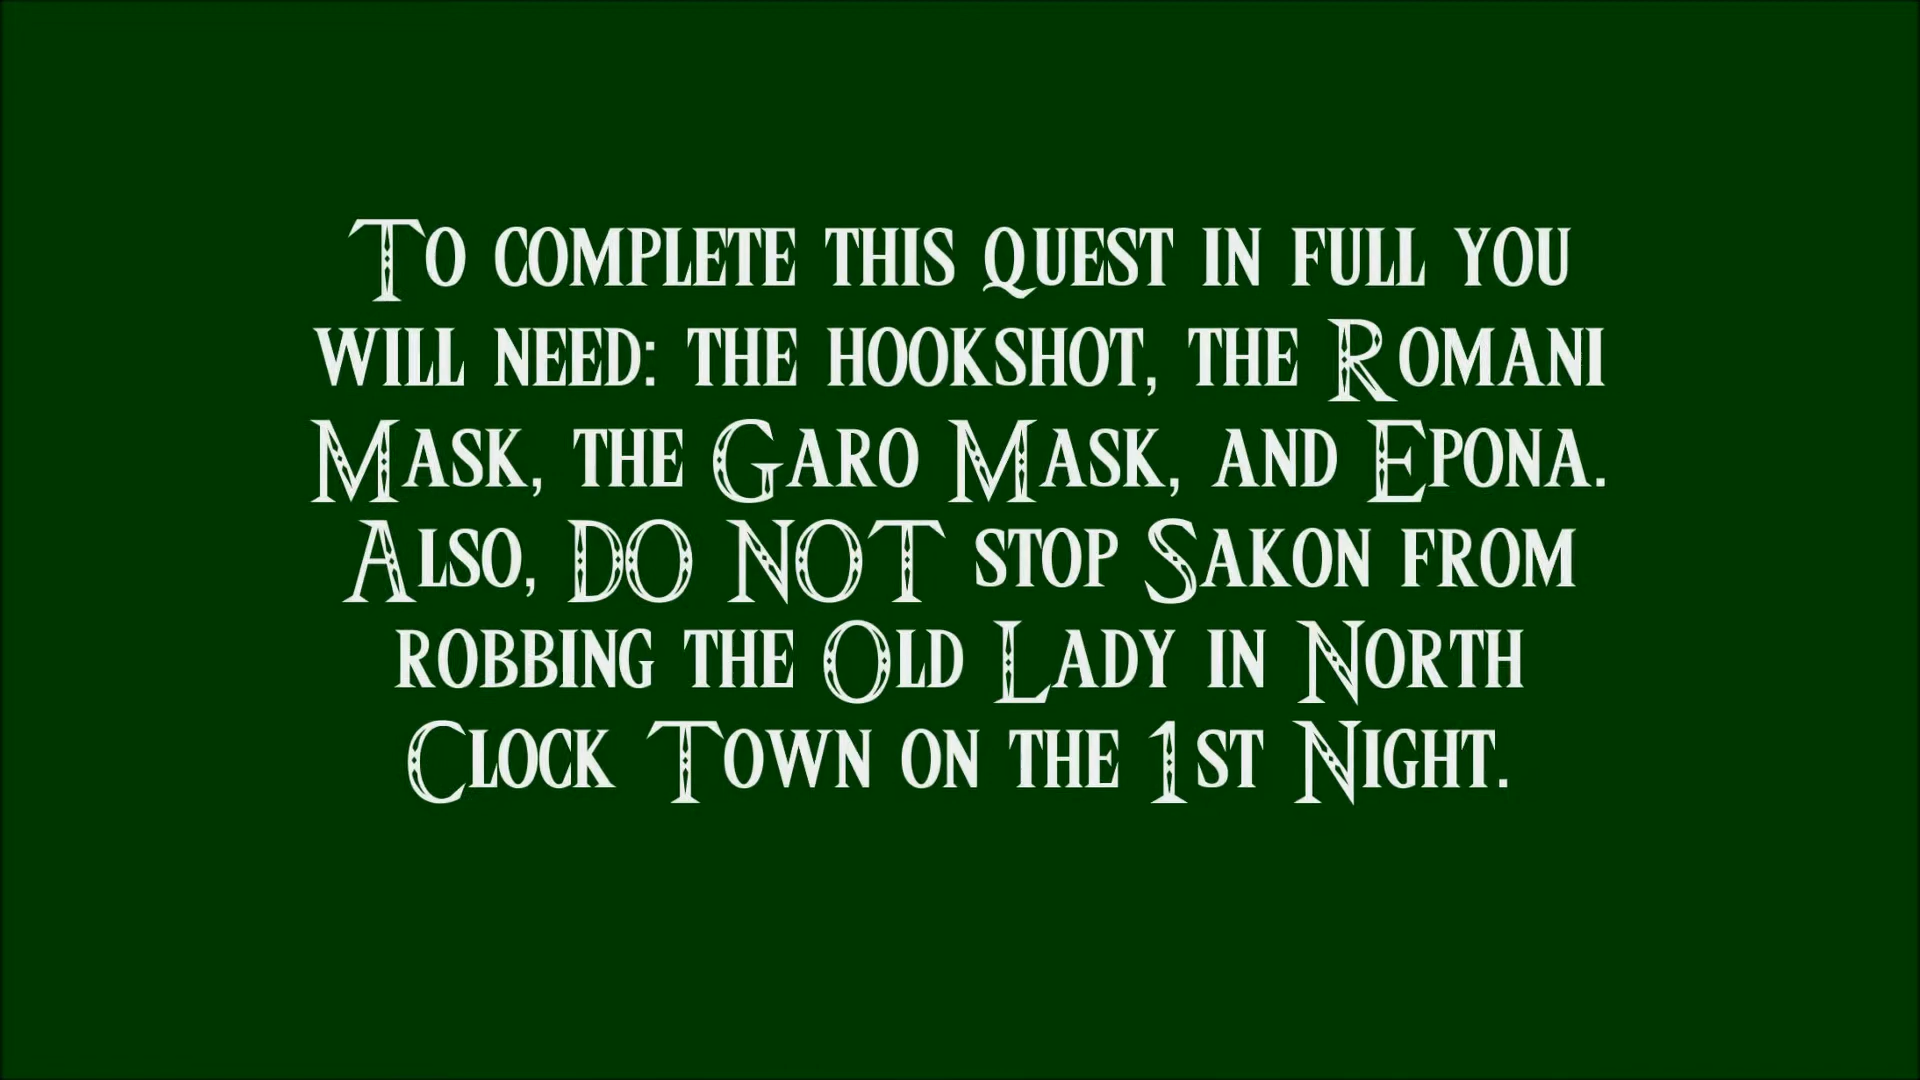 To complete this quest in full you
will need: the hookshot, the Romani
Mask, the Garo Mask, and Epona.
Also, DO NOT stop Sakon from
robbing the Old Lady in North
Clock Town on the 1st Night.